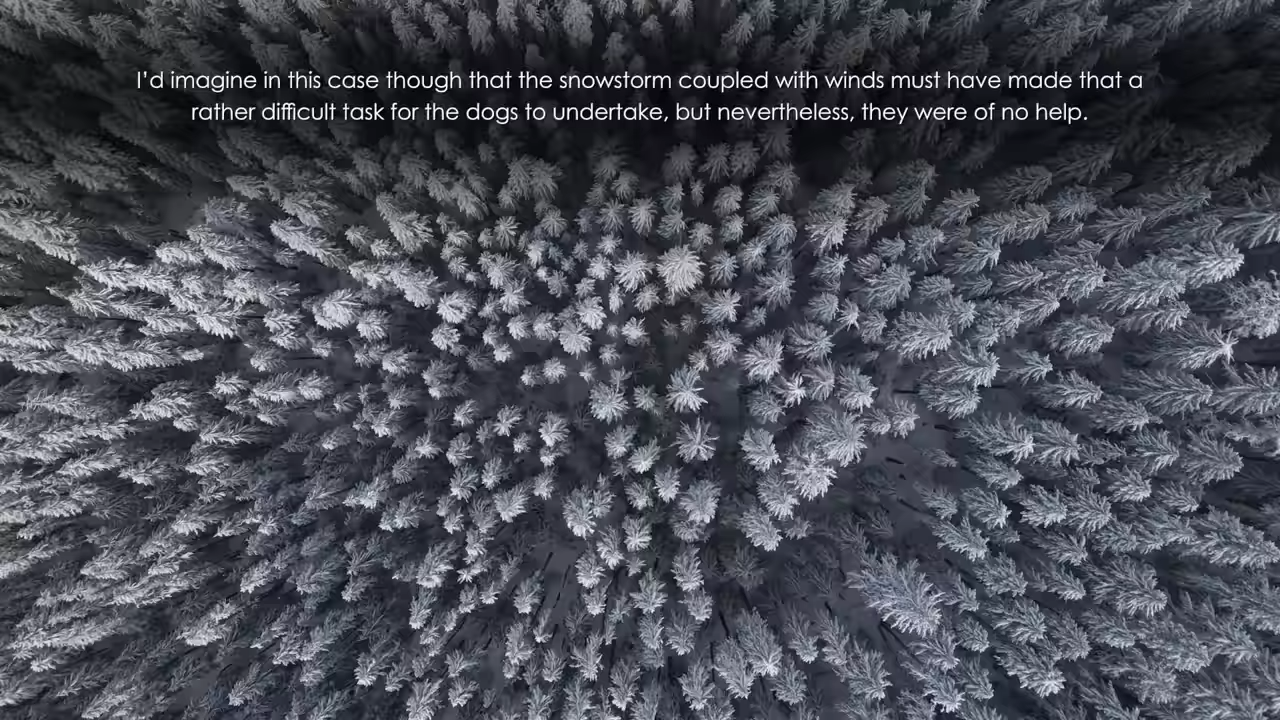 I’d imagine in this case though that the snowstorm coupled with winds must have made that a
rather difficult task for the dogs to undertake, but nevertheless, they were of no help.